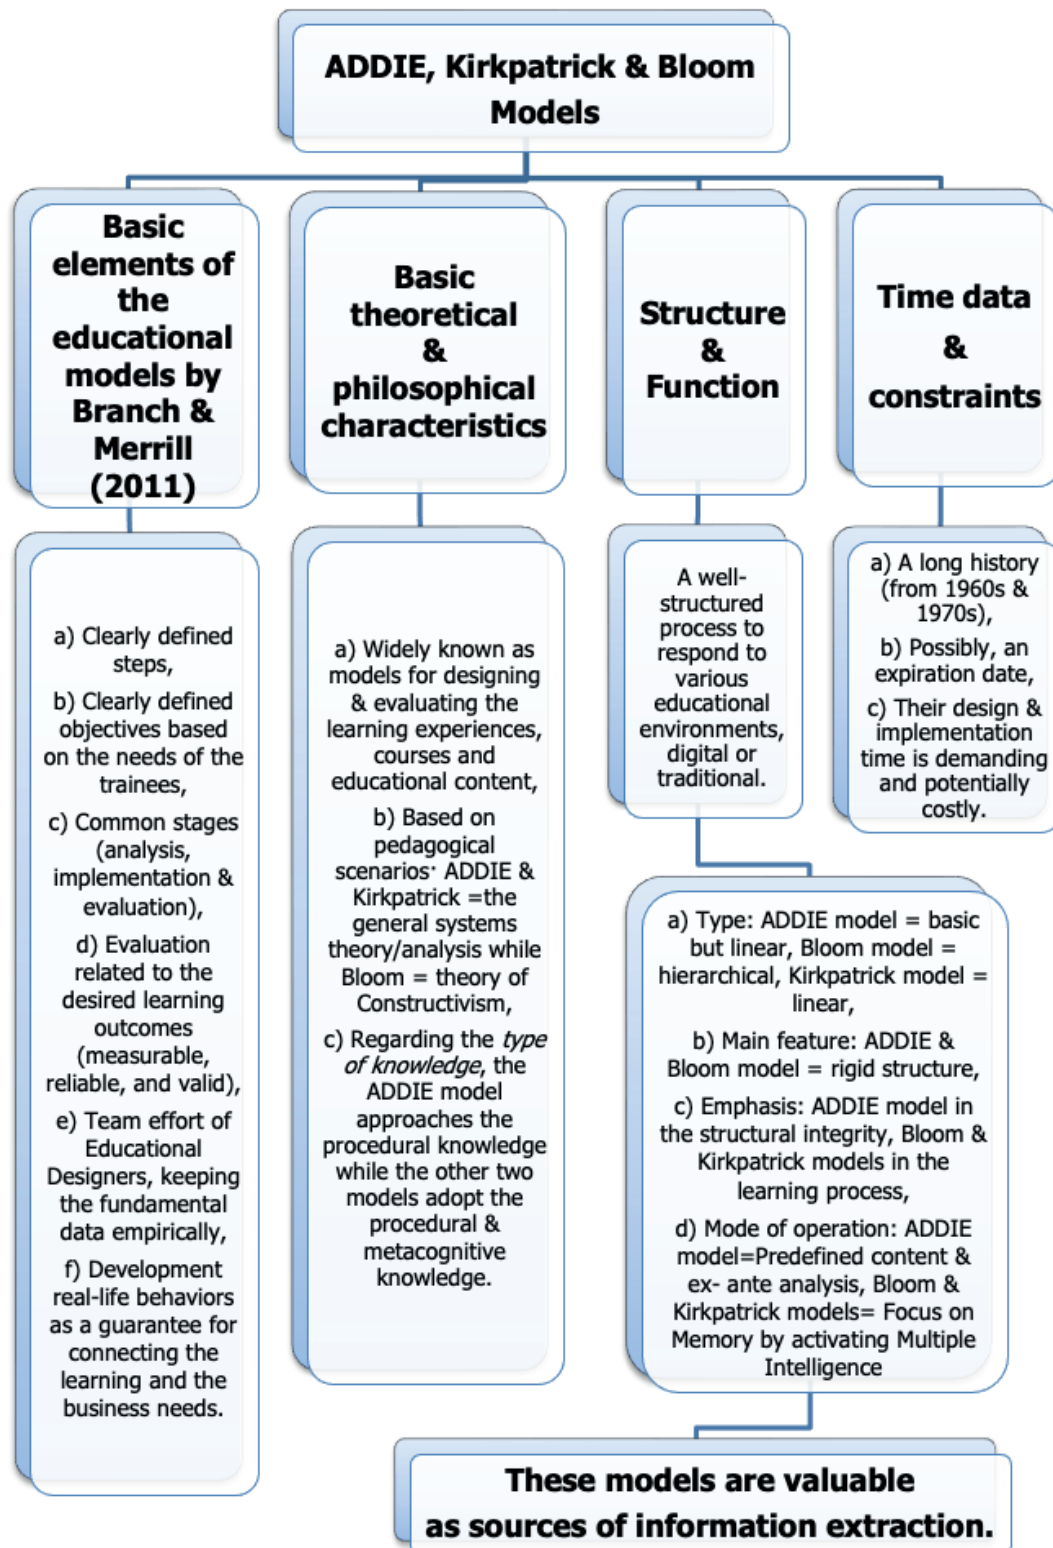 ADDIE, Kirkpatrick & Bloom
Models
Basic
elements of
the
educational
models by
Branch &
Merrill
(2011)
Basic
theoretical
&
philosophical
characteristics
Structure
&
Function
Time data
&
constraints
a) Clearly defined
steps,
b) Clearly defined
objectives based
on the needs of the
trainees,
c) Common stages
(analysis,
implementation &
evaluation),
d) Evaluation
related to the
desired learning
outcomes
(measurable,
reliable, and valid),
e) Team effort of
Educational
Designers, keeping
the fundamental
data empirically,
f) Development
real-life behaviors
as a guarantee for
connecting the
learning and the
business needs.
a) Widely known as
models for designing
& evaluating the
learning experiences,
courses and
educational content,
b) Based on
pedagogical
scenarios· ADDIE &
Kirkpatrick =the
general systems
theory/analysis while
Bloom = theory of
Constructivism,
c) Regarding the type
of knowledge, the
ADDIE model
approaches the
procedural knowledge
while the other two
models adopt the
procedural &
metacognitive
knowledge.
A well-
structured
process to
respond to
various
educational
environments,
digital or
traditional.
a) A long history
(from 1960s &
1970s),
b) Possibly, an
expiration date,
c) Their design &
implementation
time is demanding
and potentially
costly.
a) Type: ADDIE model = basic
but linear, Bloom model =
hierarchical, Kirkpatrick model =
linear,
b) Main feature: ADDIE &
Bloom model = rigid structure,
c) Emphasis: ADDIE model in
the structural integrity, Bloom &
Kirkpatrick models in the
learning process,
d) Mode of operation: ADDIE
model=Predefined content &
ex- ante analysis, Bloom &
Kirkpatrick models= Focus on
Memory by activating Multiple
Intelligence
These models are valuable
as sources of information extraction.